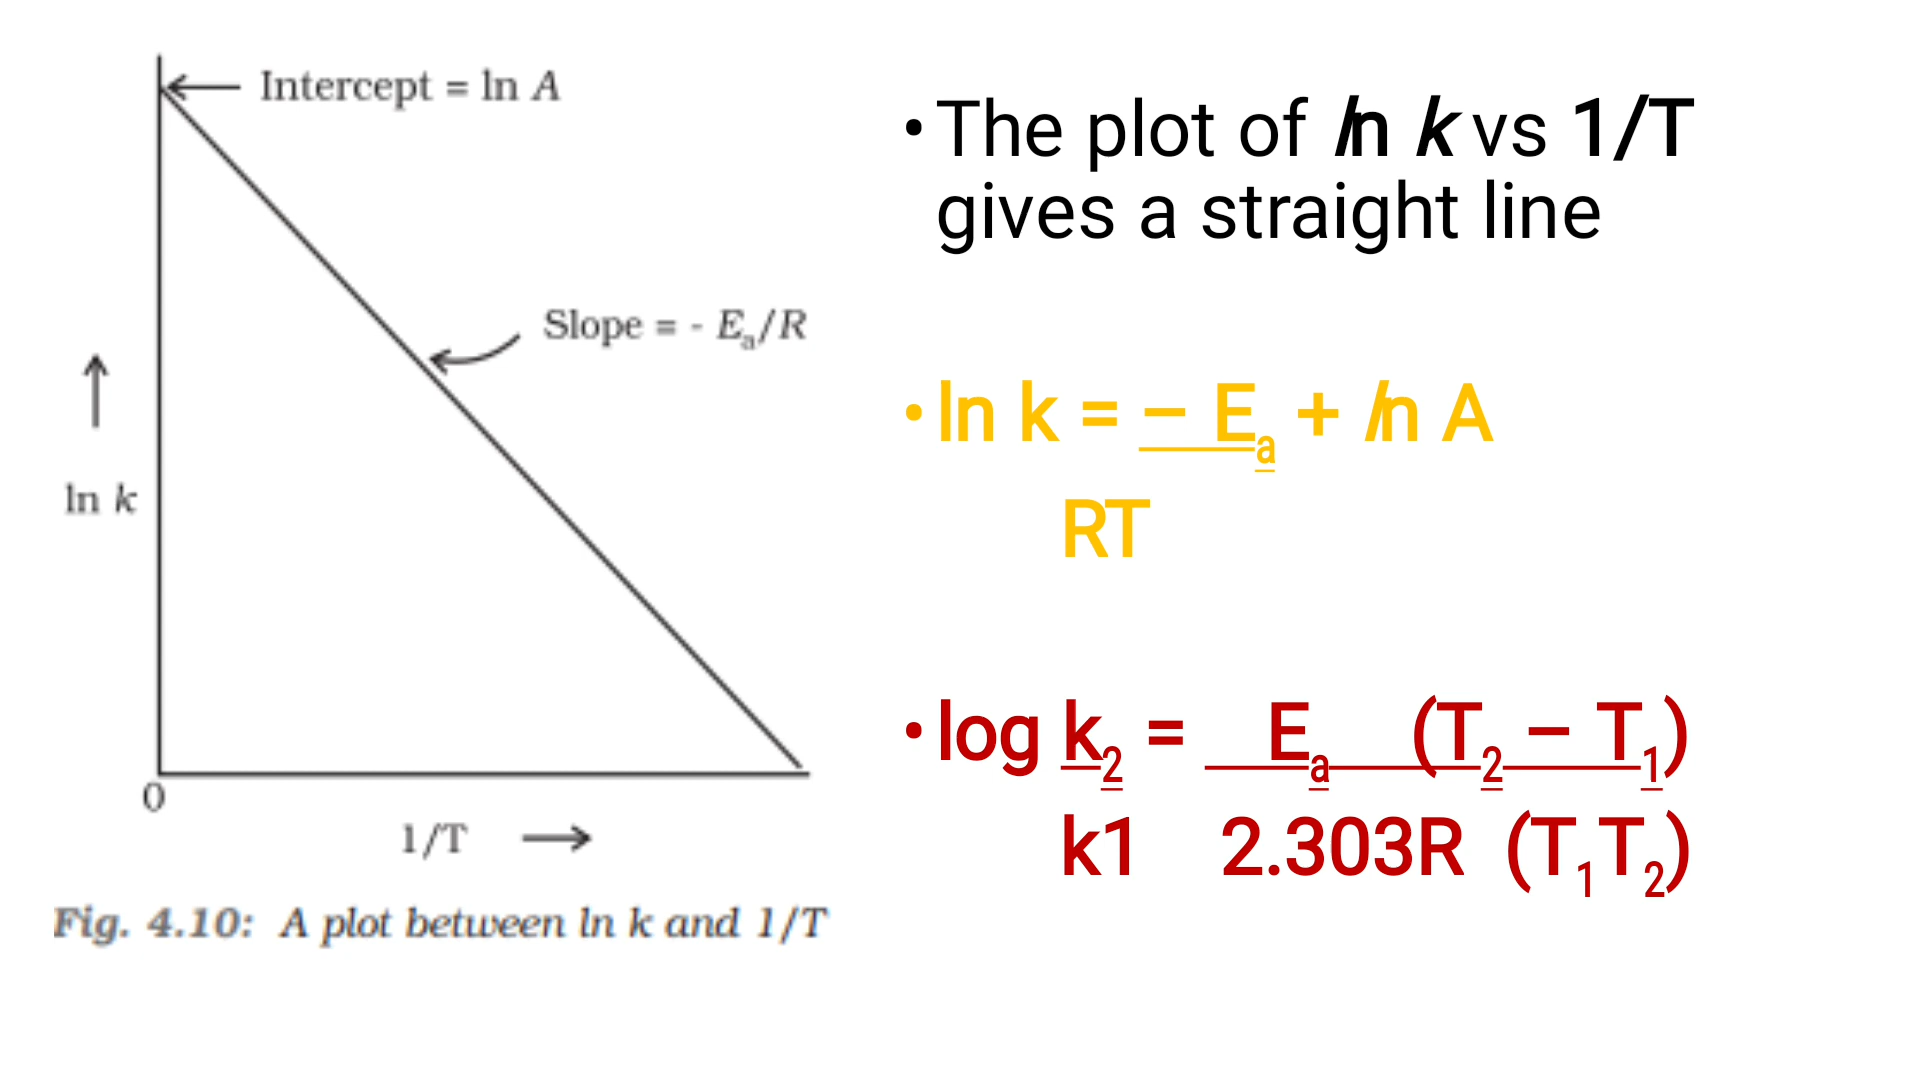 Intercept = ln A
Slope = - Eₐ/R
ln k
0
1/T
Fig. 4.10: A plot between ln k and 1/T
•The plot of ln k vs 1/T
gives a straight line
•ln k = – Eₐ + ln A
RT
•log k₂ = Eₐ (T₂ – T₁)
k1 2.303R (T₁T₂)